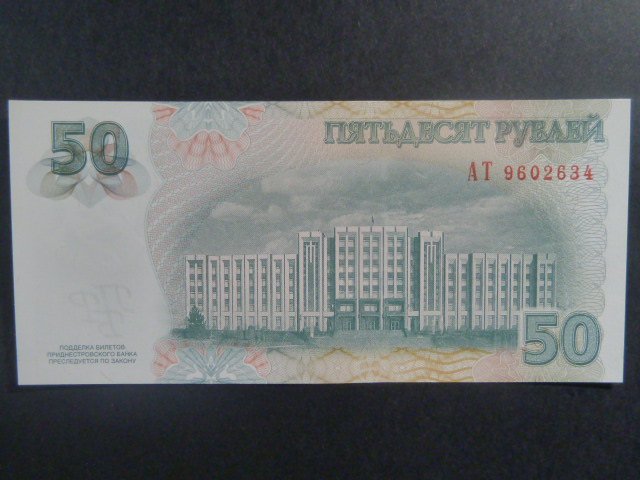 50
ПЯТЬДЕСЯТ РУБЛЕЙ
АТ 9602634
50
ПОДДЕЛКА БИЛЕТОВ
ПРИДНЕСТРОВСКОГО БАНКА
ПРЕСЛЕДУЕТСЯ ПО ЗАКОНУ